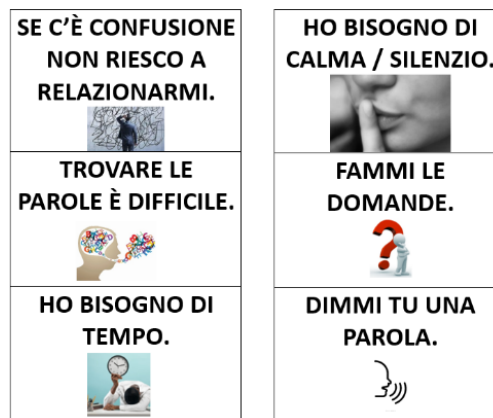 SE C'È CONFUSIONE
NON RIESCO A
RELAZIONARMI.
TROVARE LE
PAROLE È DIFFICILE.
HO BISOGNO DI
TEMPO.
HO BISOGNO DI
CALMA / SILENZIO.
FAMMI LE
DOMANDE.
DIMMI TU UNA
PAROLA.